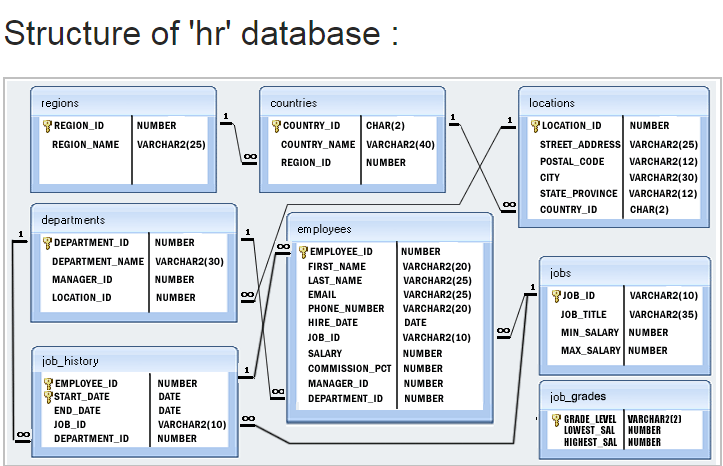 Structure of 'hr' database :
regions
REGION_ID NUMBER
REGION_NAME VARCHAR2(25)
1
∞
countries
COUNTRY_ID CHAR(2)
COUNTRY_NAME VARCHAR2(40)
REGION_ID NUMBER
1
∞
1
locations
LOCATION_ID NUMBER
STREET_ADDRESS VARCHAR2(25)
POSTAL_CODE VARCHAR2(12)
CITY VARCHAR2(30)
STATE_PROVINCE VARCHAR2(12)
COUNTRY_ID CHAR(2)
departments
DEPARTMENT_ID NUMBER
DEPARTMENT_NAME VARCHAR2(30)
MANAGER_ID NUMBER
LOCATION_ID NUMBER
1
1
∞
employees
EMPLOYEE_ID NUMBER
FIRST_NAME VARCHAR2(20)
LAST_NAME VARCHAR2(25)
EMAIL VARCHAR2(25)
PHONE_NUMBER VARCHAR2(20)
HIRE_DATE DATE
JOB_ID VARCHAR2(10)
SALARY NUMBER
COMMISSION_PCT NUMBER
MANAGER_ID NUMBER
DEPARTMENT_ID NUMBER
∞
∞
∞
1
jobs
JOB_ID VARCHAR2(10)
JOB_TITLE VARCHAR2(35)
MIN_SALARY NUMBER
MAX_SALARY NUMBER
job_history
EMPLOYEE_ID NUMBER
START_DATE DATE
END_DATE DATE
JOB_ID VARCHAR2(10)
DEPARTMENT_ID NUMBER
1
∞
∞
job_grades
GRADE_LEVEL VARCHAR2(2)
LOWEST_SAL NUMBER
HIGHEST_SAL NUMBER